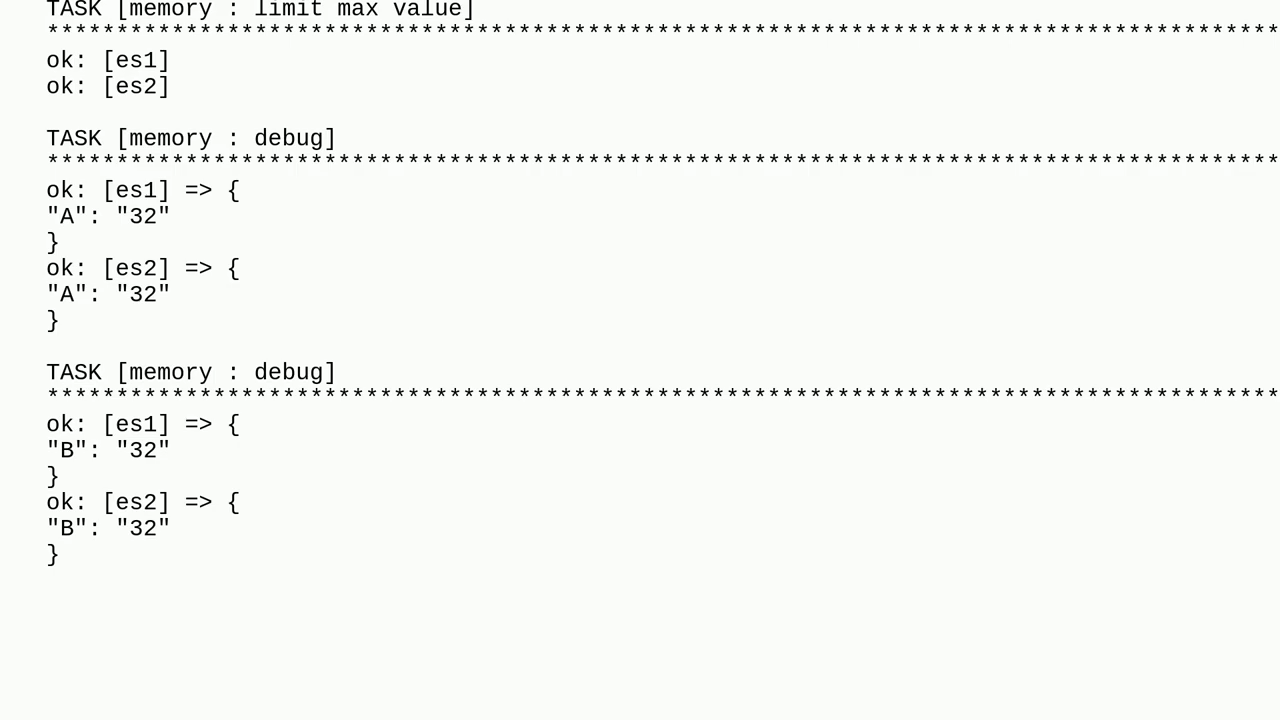 TASK [memory : limit max value]
*****************************************************************************************
ok: [es1]
ok: [es2]
TASK [memory : debug]
*****************************************************************************************
ok: [es1] => {
"A": "32"
}
ok: [es2] => {
"A": "32"
}
TASK [memory : debug]
*****************************************************************************************
ok: [es1] => {
"B": "32"
}
ok: [es2] => {
"B": "32"
}